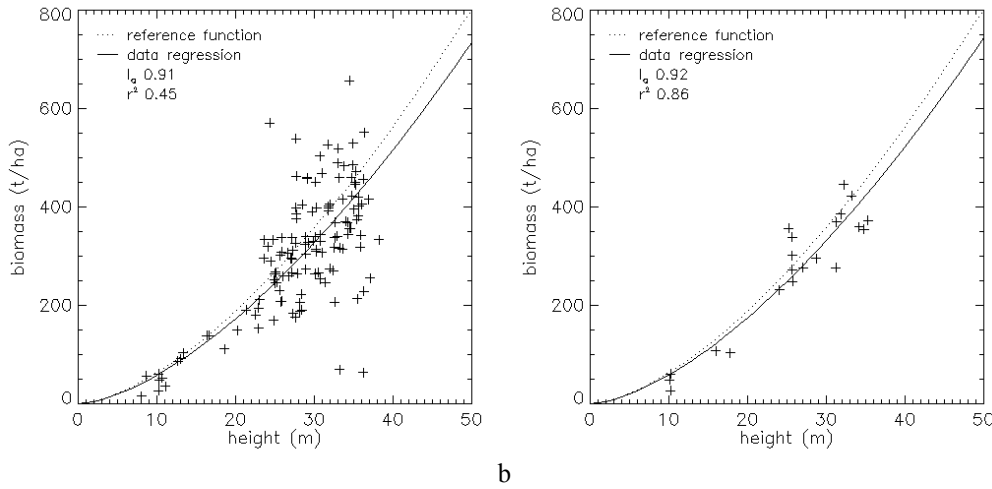 800
reference function
data regression
lₐ 0.91
r² 0.45
600
400
200
0
biomass (t/ha)
0 10 20 30 40 50
height (m)
800
reference function
data regression
lₐ 0.92
r² 0.86
600
400
200
0
biomass (t/ha)
0 10 20 30 40 50
height (m)
b